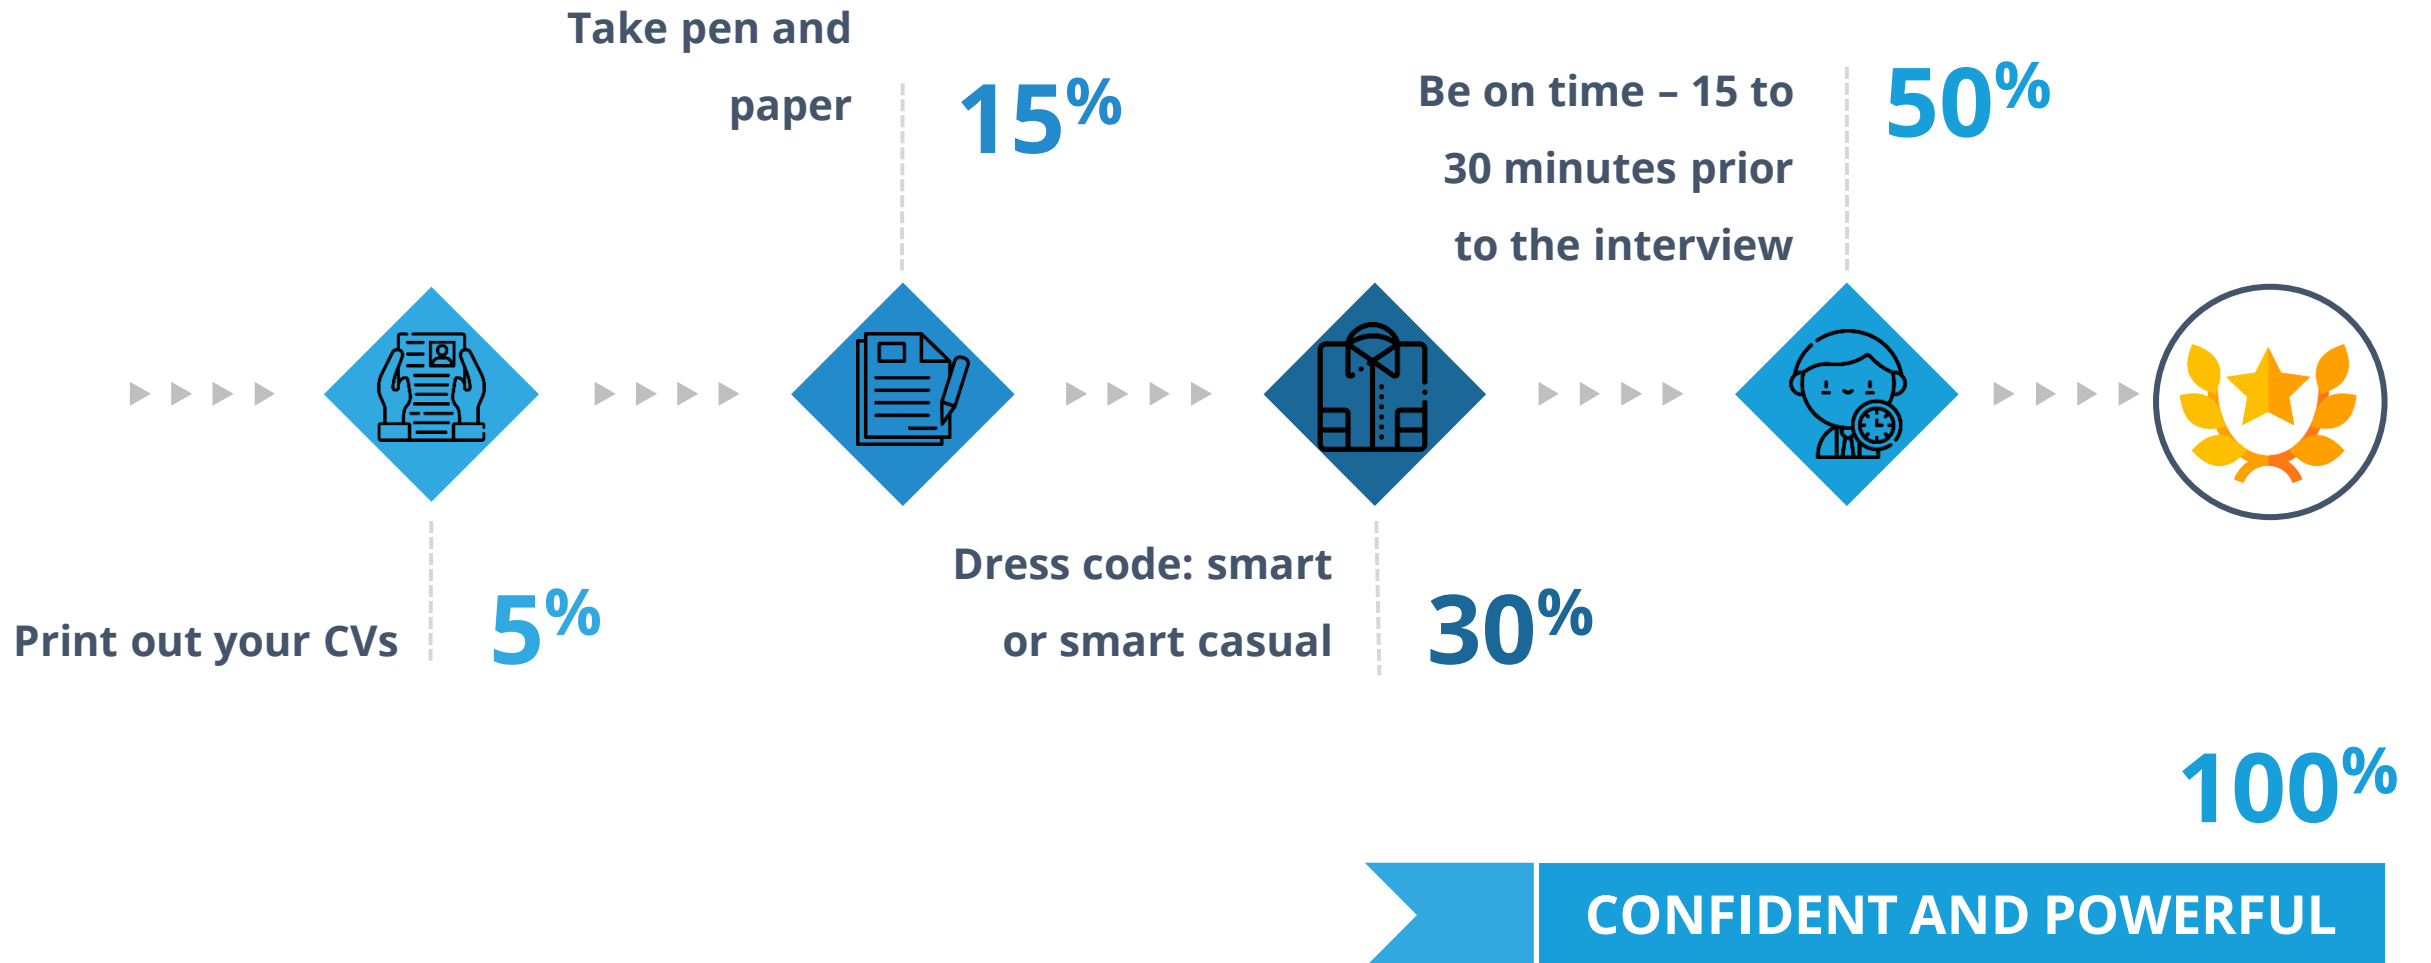 Print out your CVs
5%
Take pen and
paper
15%
Dress code: smart
or smart casual
30%
Be on time – 15 to
30 minutes prior
to the interview
50%
100%
CONFIDENT AND POWERFUL